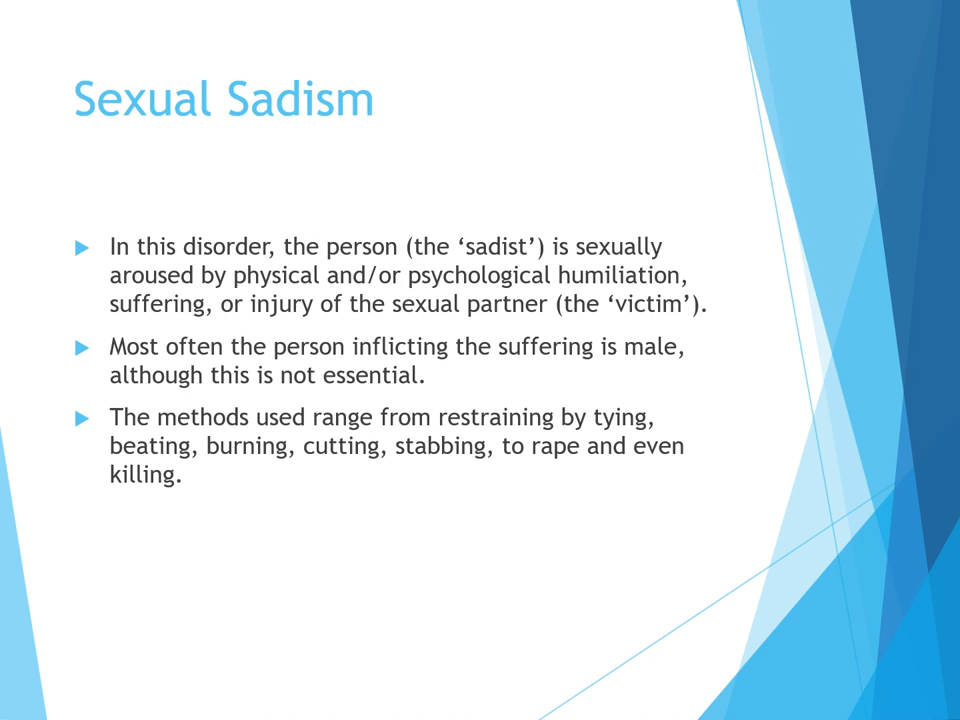 Sexual Sadism
In this disorder, the person (the ‘sadist’) is sexually
aroused by physical and/or psychological humiliation,
suffering, or injury of the sexual partner (the ‘victim’).
Most often the person inflicting the suffering is male,
although this is not essential.
The methods used range from restraining by tying,
beating, burning, cutting, stabbing, to rape and even
killing.